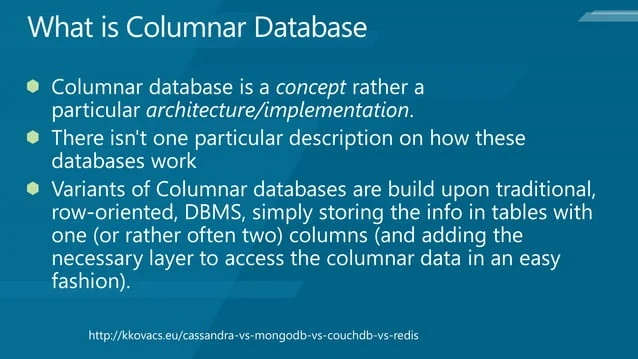 What is Columnar Database
Columnar database is a concept rather a
particular architecture/implementation.
There isn't one particular description on how these
databases work
Variants of Columnar databases are build upon traditional,
row-oriented, DBMS, simply storing the info in tables with
one (or rather often two) columns (and adding the
necessary layer to access the columnar data in an easy
fashion).
http://kkovacs.eu/cassandra-vs-mongodb-vs-couchdb-vs-redis